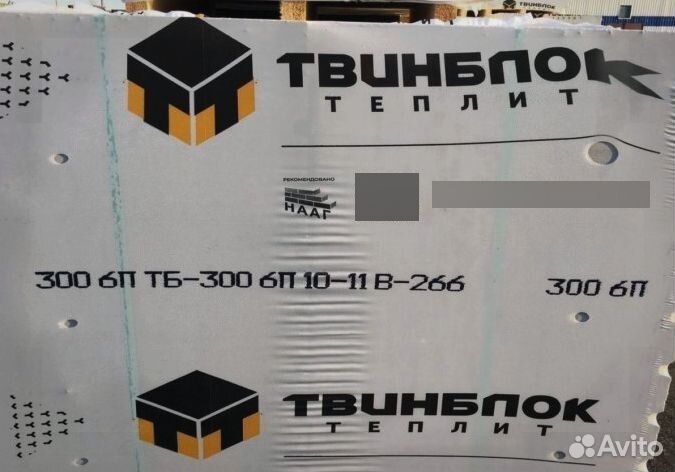 ТВИНБЛОК
ТЕПЛИТ
РЕКОМЕНДОВАНО
НААГ
300 6П ТБ-300 6П 10-11 В-266 300 6П
ТВИНБЛОК
ТЕПЛИТ
Avito